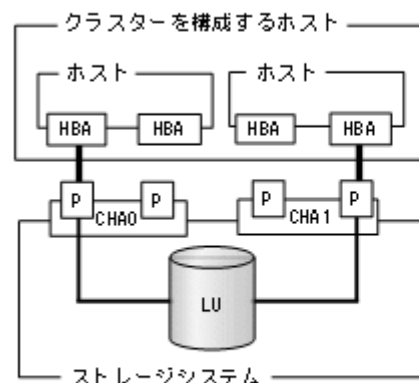 クラスターを構成するホスト
ホスト ホスト
HBA HBA HBA HBA
P P P P
CHA0 CHA1
LU
ストレージシステム